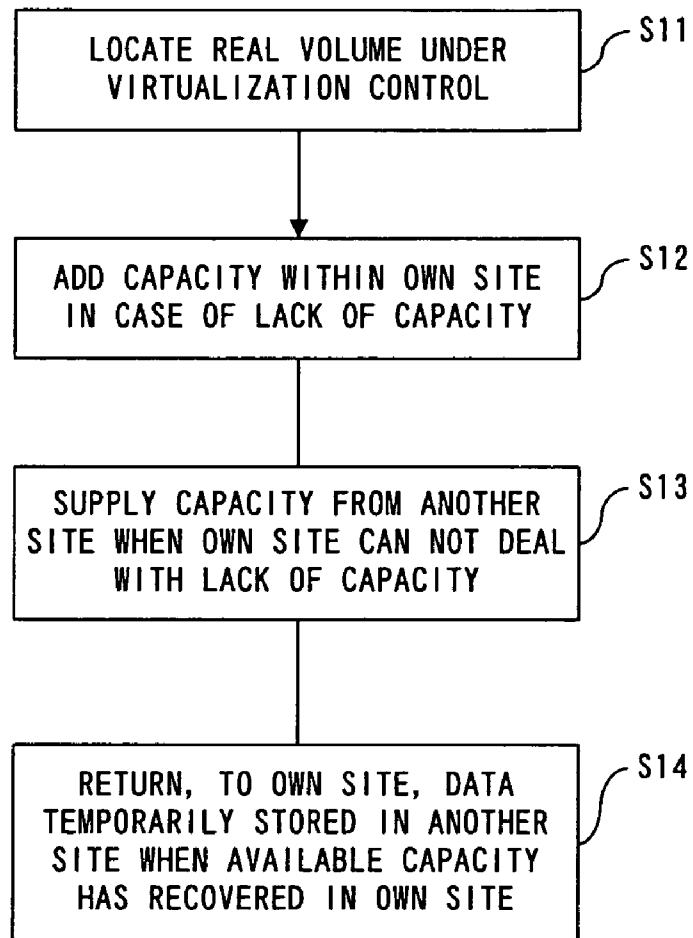 LOCATE REAL VOLUME UNDER
VIRTUALIZATION CONTROL
S11
ADD CAPACITY WITHIN OWN SITE
IN CASE OF LACK OF CAPACITY
S12
SUPPLY CAPACITY FROM ANOTHER
SITE WHEN OWN SITE CAN NOT DEAL
WITH LACK OF CAPACITY
S13
RETURN, TO OWN SITE, DATA
TEMPORARILY STORED IN ANOTHER
SITE WHEN AVAILABLE CAPACITY
HAS RECOVERED IN OWN SITE
S14